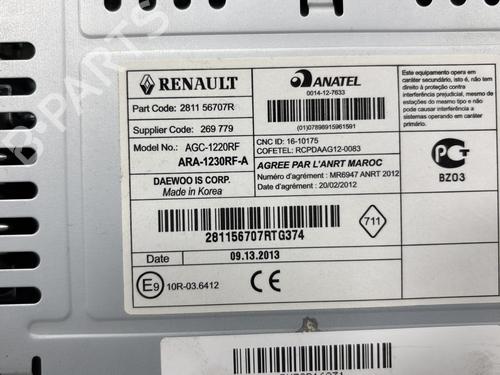 RENAULT
Part Code: 2811 56707R
Supplier Code: 269 779
Model No.: AGC-1220RF
ARA-1230RF-A
DAEWOO IS CORP.
Made in Korea
ANATEL
0014-12-7633
(01)07898915961591
CNC ID: 16-10175
COFETEL: RCPDAAG12-0083
AGREE PAR L'ANRT MAROC
Numéro d'agrément : MR6947 ANRT 2012
Date d'agrément : 20/02/2012
Este equipamento opera em
caráter secundário, isto é, não
tem direito a proteção contra
interferência prejudicial, mesmo
de estações do mesmo tipo e
não pode causar interferência
a sistemas operando em caráter
primário.
BZ03
281156707RTG374
711
Date 09.13.2013
E9 10R-03.6412
CE
B-PARTS